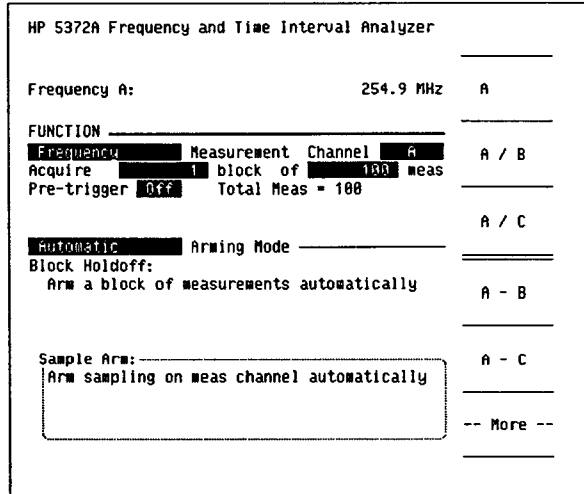 HP 5372A Frequency and Time Interval Analyzer
Frequency A: 254.9 MHz
FUNCTION
Frequency Measurement Channel A
Acquire 1 block of 100 meas
Pre-trigger Off Total Meas = 100
Automatic Arming Mode
Block Holdoff:
Arm a block of measurements automatically
Sample Arm:
Arm sampling on meas channel automatically
A
A / B
A / C
A - B
A - C
-- More --